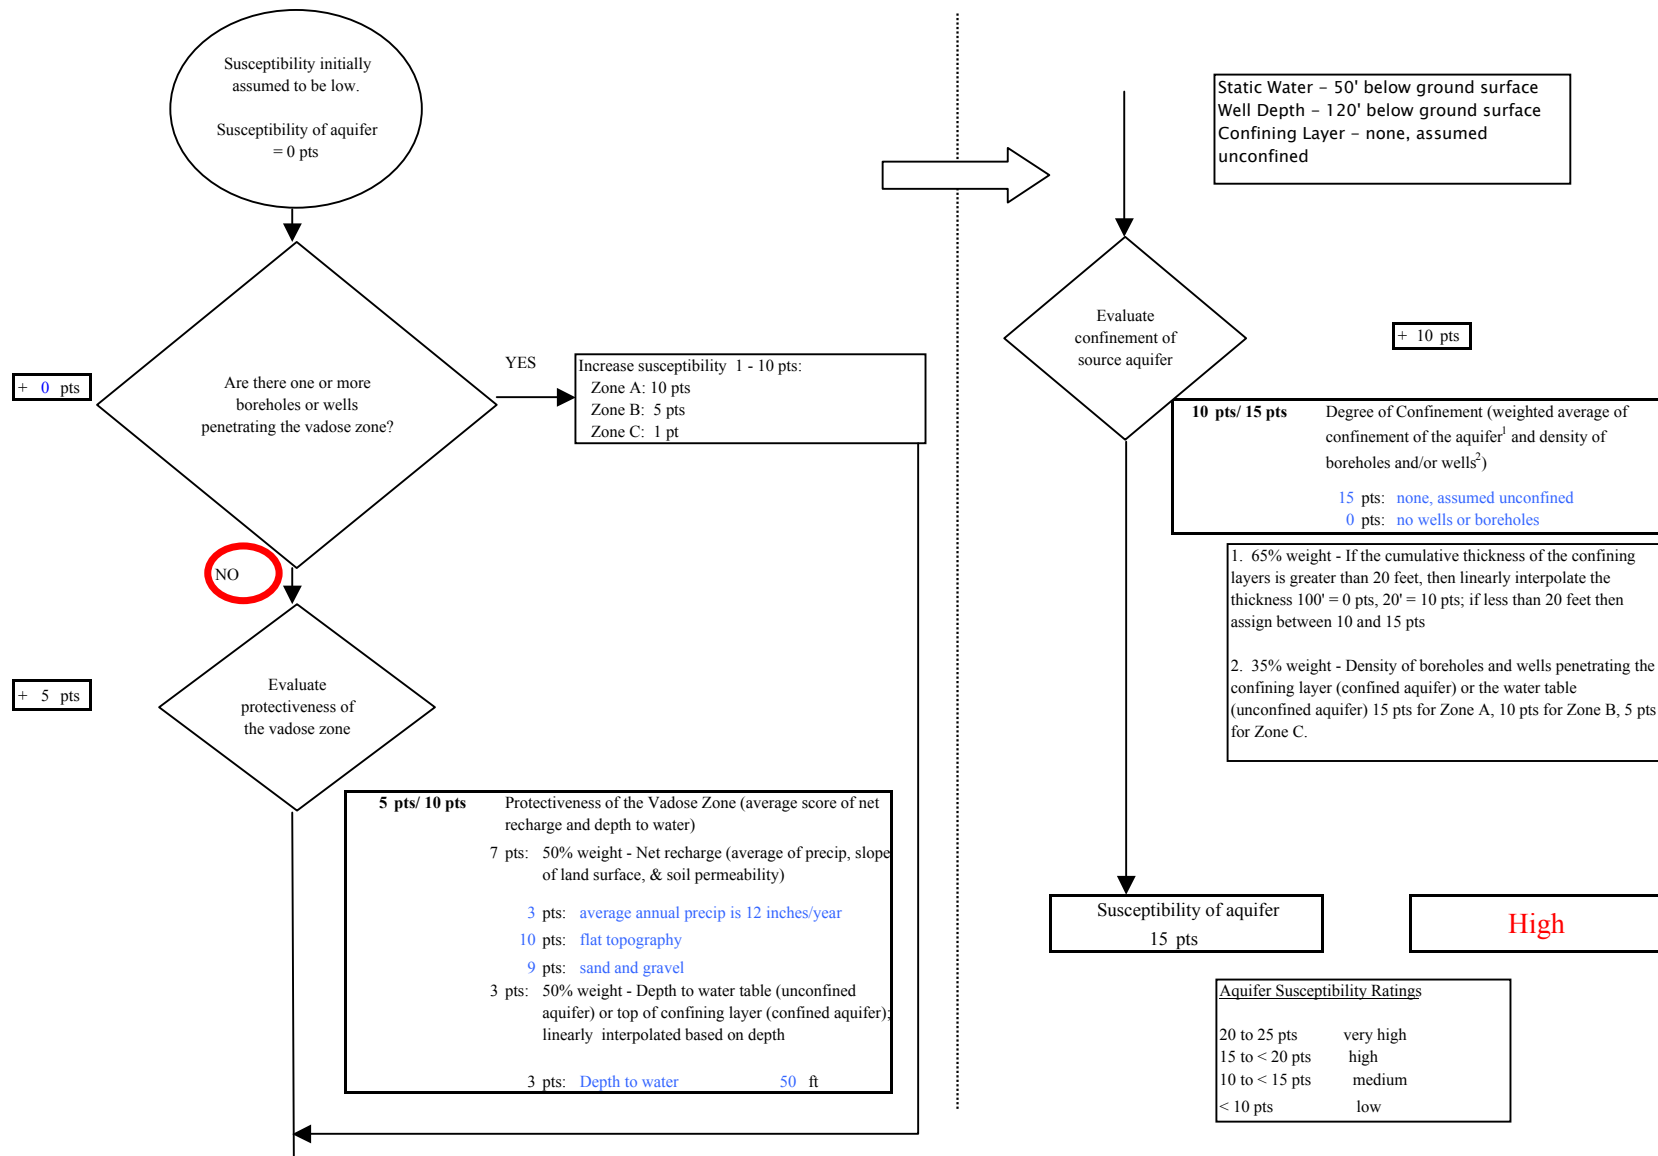 Susceptibility initially
assumed to be low.
Susceptibility of aquifer
= 0 pts
Are there one or more
boreholes or wells
penetrating the vadose zone?
+ 0 pts
YES
Increase susceptibility 1 - 10 pts:
Zone A: 10 pts
Zone B: 5 pts
Zone C: 1 pt
NO
+ 5 pts
Evaluate
protectiveness of
the vadose zone
5 pts/ 10 pts Protectiveness of the Vadose Zone (average score of net
recharge and depth to water)
7 pts: 50% weight - Net recharge (average of precip, slope
of land surface, & soil permeability)
3 pts: average annual precip is 12 inches/year
10 pts: flat topography
9 pts: sand and gravel
3 pts: 50% weight - Depth to water table (unconfined
aquifer) or top of confining layer (confined aquifer);
linearly interpolated based on depth
3 pts: Depth to water 50 ft
Static Water – 50' below ground surface
Well Depth – 120' below ground surface
Confining Layer – none, assumed
unconfined
Evaluate
confinement of
source aquifer
+ 10 pts
10 pts/ 15 pts Degree of Confinement (weighted average of
confinement of the aquifer1 and density of
boreholes and/or wells2)
15 pts: none, assumed unconfined
0 pts: no wells or boreholes
1. 65% weight - If the cumulative thickness of the confining
layers is greater than 20 feet, then linearly interpolate the
thickness 100' = 0 pts, 20' = 10 pts; if less than 20 feet then
assign between 10 and 15 pts
2. 35% weight - Density of boreholes and wells penetrating the
confining layer (confined aquifer) or the water table
(unconfined aquifer) 15 pts for Zone A, 10 pts for Zone B, 5 pts
for Zone C.
Susceptibility of aquifer
15 pts
High
Aquifer Susceptibility Ratings
20 to 25 pts very high
15 to < 20 pts high
10 to < 15 pts medium
< 10 pts low